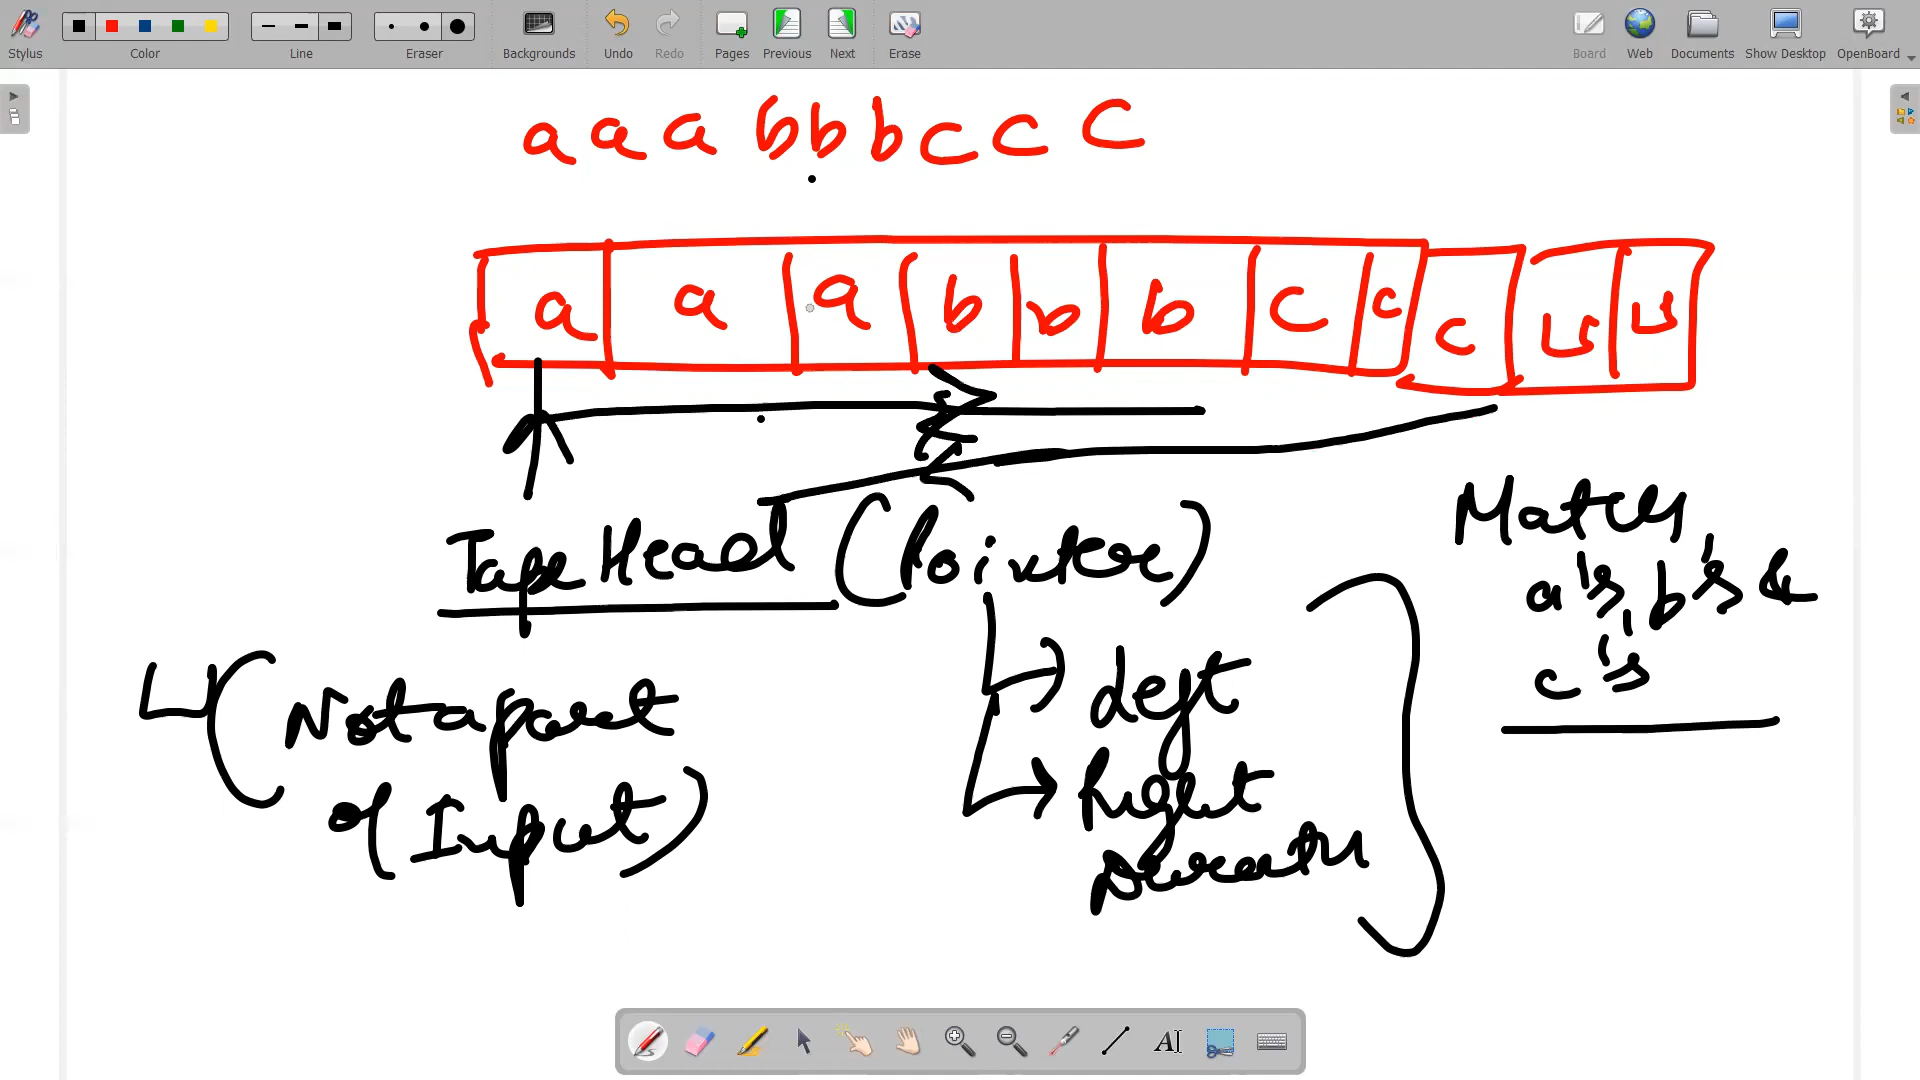 Stylus
Color
Line
Eraser
Backgrounds
Undo
Redo
Pages
Previous
Next
Erase
Board
Web
Documents
Show Desktop
OpenBoard
a a a b b b c c c
a a a b b b c c c ⊔ ⊔
Tape Head (Pointer)
(Not a part
of Input)
Left
Right
Match
a's, b's &
c's